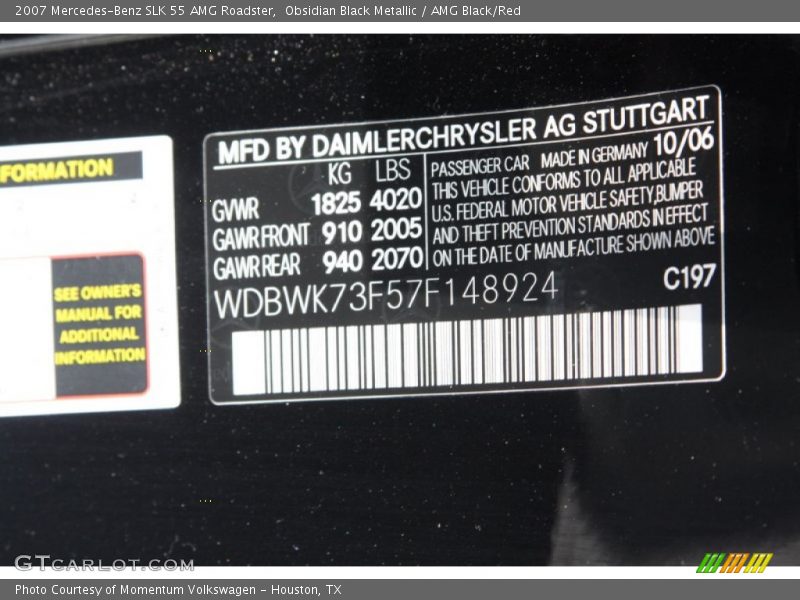 2007 Mercedes-Benz SLK 55 AMG Roadster, Obsidian Black Metallic / AMG Black/Red
FORMATION
SEE OWNER'S
MANUAL FOR
ADDITIONAL
INFORMATION
MFD BY DAIMLERCHRYSLER AG STUTTGART
KG LBS
GVWR 1825 4020
GAWR FRONT 910 2005
GAWR REAR 940 2070
PASSENGER CAR MADE IN GERMANY 10/06
THIS VEHICLE CONFORMS TO ALL APPLICABLE
U.S. FEDERAL MOTOR VEHICLE SAFETY, BUMPER
AND THEFT PREVENTION STANDARDS IN EFFECT
ON THE DATE OF MANUFACTURE SHOWN ABOVE
WDBWK73F57F148924
C197
GTCARLOT.COM
Photo Courtesy of Momentum Volkswagen - Houston, TX